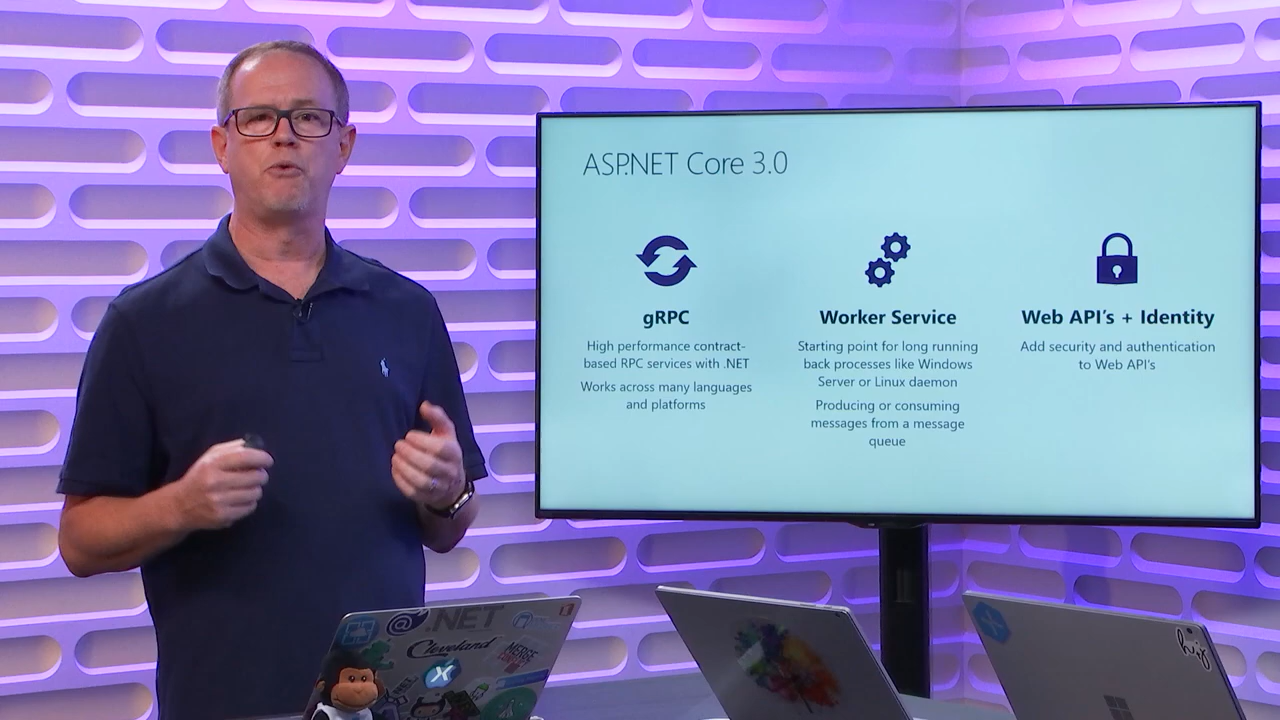 ASP.NET Core 3.0
gRPC
High performance contract-
based RPC services with .NET
Works across many languages
and platforms
Worker Service
Starting point for long running
back processes like Windows
Server or Linux daemon
Producing or consuming
messages from a message
queue
Web API's + Identity
Add security and authentication
to Web API's
@ .NET
Cleveland
MERGE
X
hi